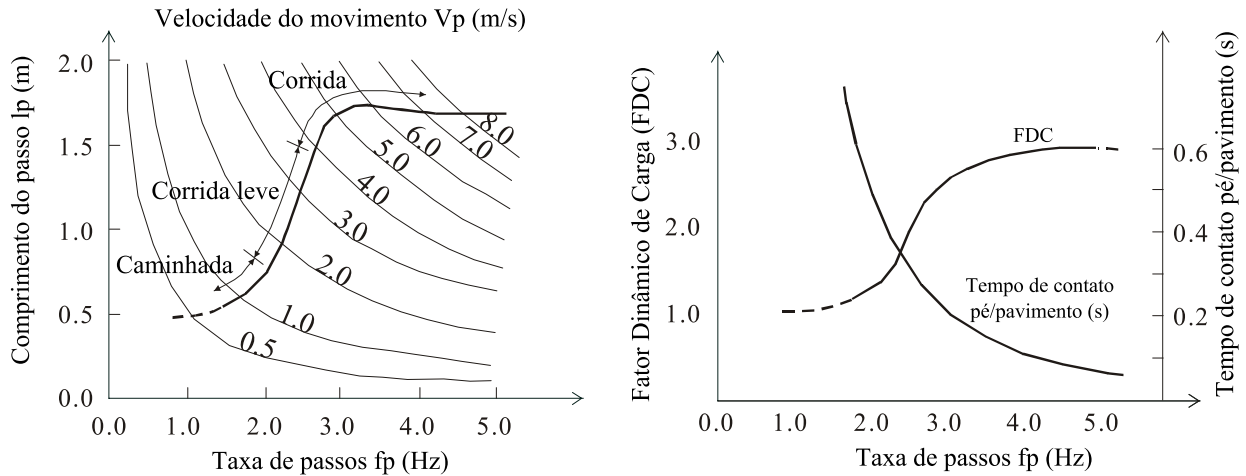 Velocidade do movimento Vp (m/s)
Comprimento do passo lp (m)
2.0
1.5
1.0
0.5
0.0
Corrida
Corrida leve
Caminhada
8.0
7.0
6.0
5.0
4.0
3.0
2.0
1.0
0.5
0.0 1.0 2.0 3.0 4.0 5.0
Taxa de passos fp (Hz)
Fator Dinâmico de Carga (FDC)
3.0
2.0
1.0
FDC
Tempo de contato
pé/pavimento (s)
0.6
0.4
0.2
Tempo de contato pé/pavimento (s)
0.0 1.0 2.0 3.0 4.0 5.0
Taxa de passos fp (Hz)